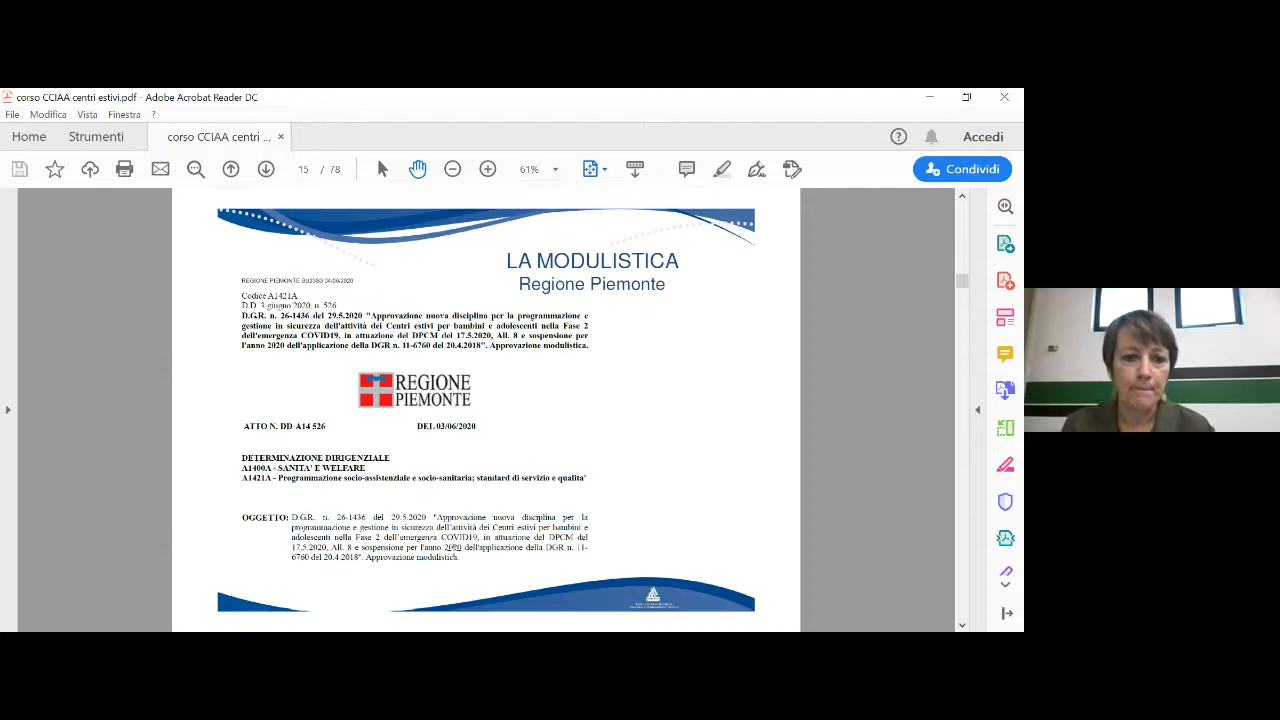 corso CCIAA centri estivi.pdf - Adobe Acrobat Reader DC
File Modifica Vista Finestra ?
Home Strumenti corso CCIAA centri ... × Accedi
15 / 78 61% Condividi
LA MODULISTICA
Regione Piemonte
REGIONE PIEMONTE BU23S3 04/06/2020
Codice A1421A
D.D. 3 giugno 2020, n. 526
D.G.R. n. 26-1436 del 29.5.2020 "Approvazione nuova disciplina per la programmazione e
gestione in sicurezza dell'attività dei Centri estivi per bambini e adolescenti nella Fase 2
dell'emergenza COVID19, in attuazione del DPCM del 17.5.2020, All. 8 e sospensione per
l'anno 2020 dell'applicazione della DGR n. 11-6760 del 20.4.2018". Approvazione modulistica.
REGIONE
PIEMONTE
ATTO N. DD-A14 526 DEL 03/06/2020
DETERMINAZIONE DIRIGENZIALE
A1400A - SANITA' E WELFARE
A1421A - Programmazione socio-assistenziale e socio-sanitaria; standard di servizio e qualita'
OGGETTO: D.G.R. n. 26-1436 del 29.5.2020 "Approvazione nuova disciplina per la
programmazione e gestione in sicurezza dell'attività dei Centri estivi per bambini e
adolescenti nella Fase 2 dell'emergenza COVID19, in attuazione del DPCM del
17.5.2020, All. 8 e sospensione per l'anno 2020 dell'applicazione della DGR n. 11-
6760 del 20.4.2018". Approvazione modulistica.